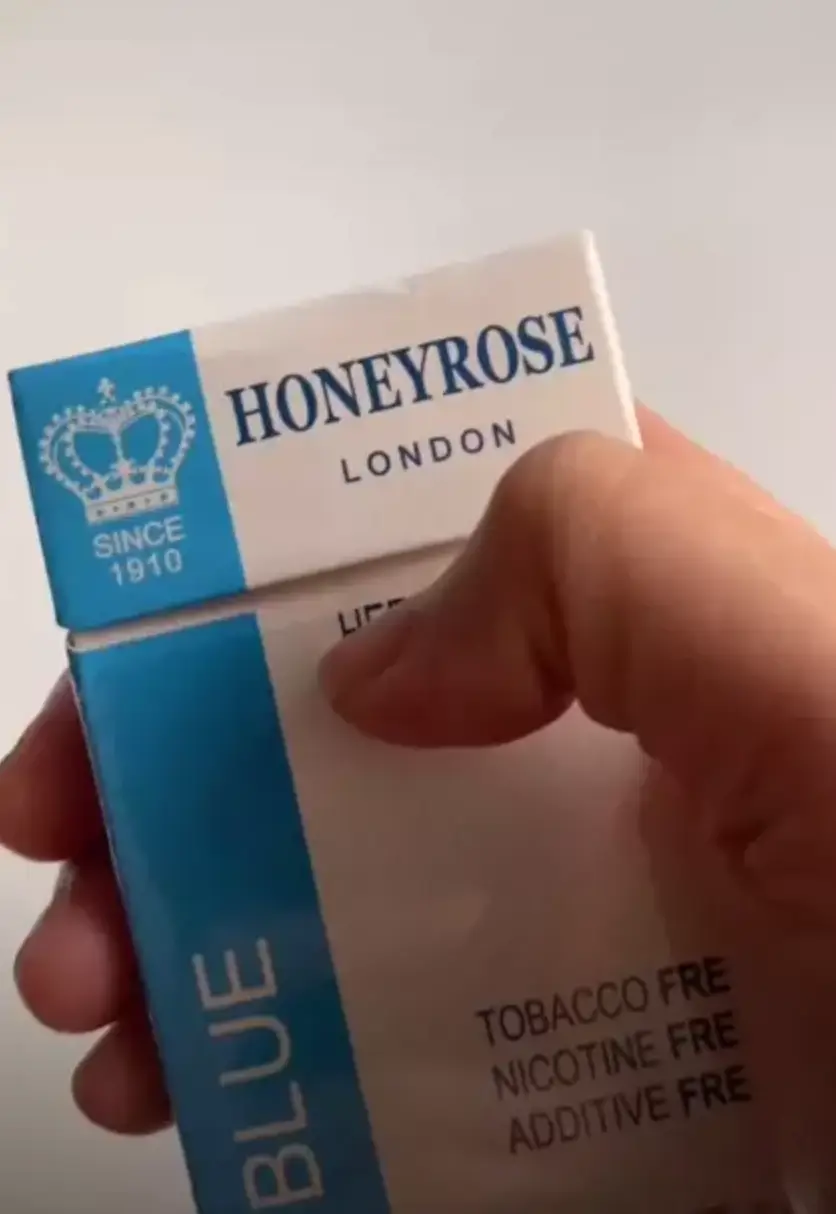 HONEYROSE
LONDON
SINCE
1910
BLUE
TOBACCO FRE
NICOTINE FRE
ADDITIVE FRE